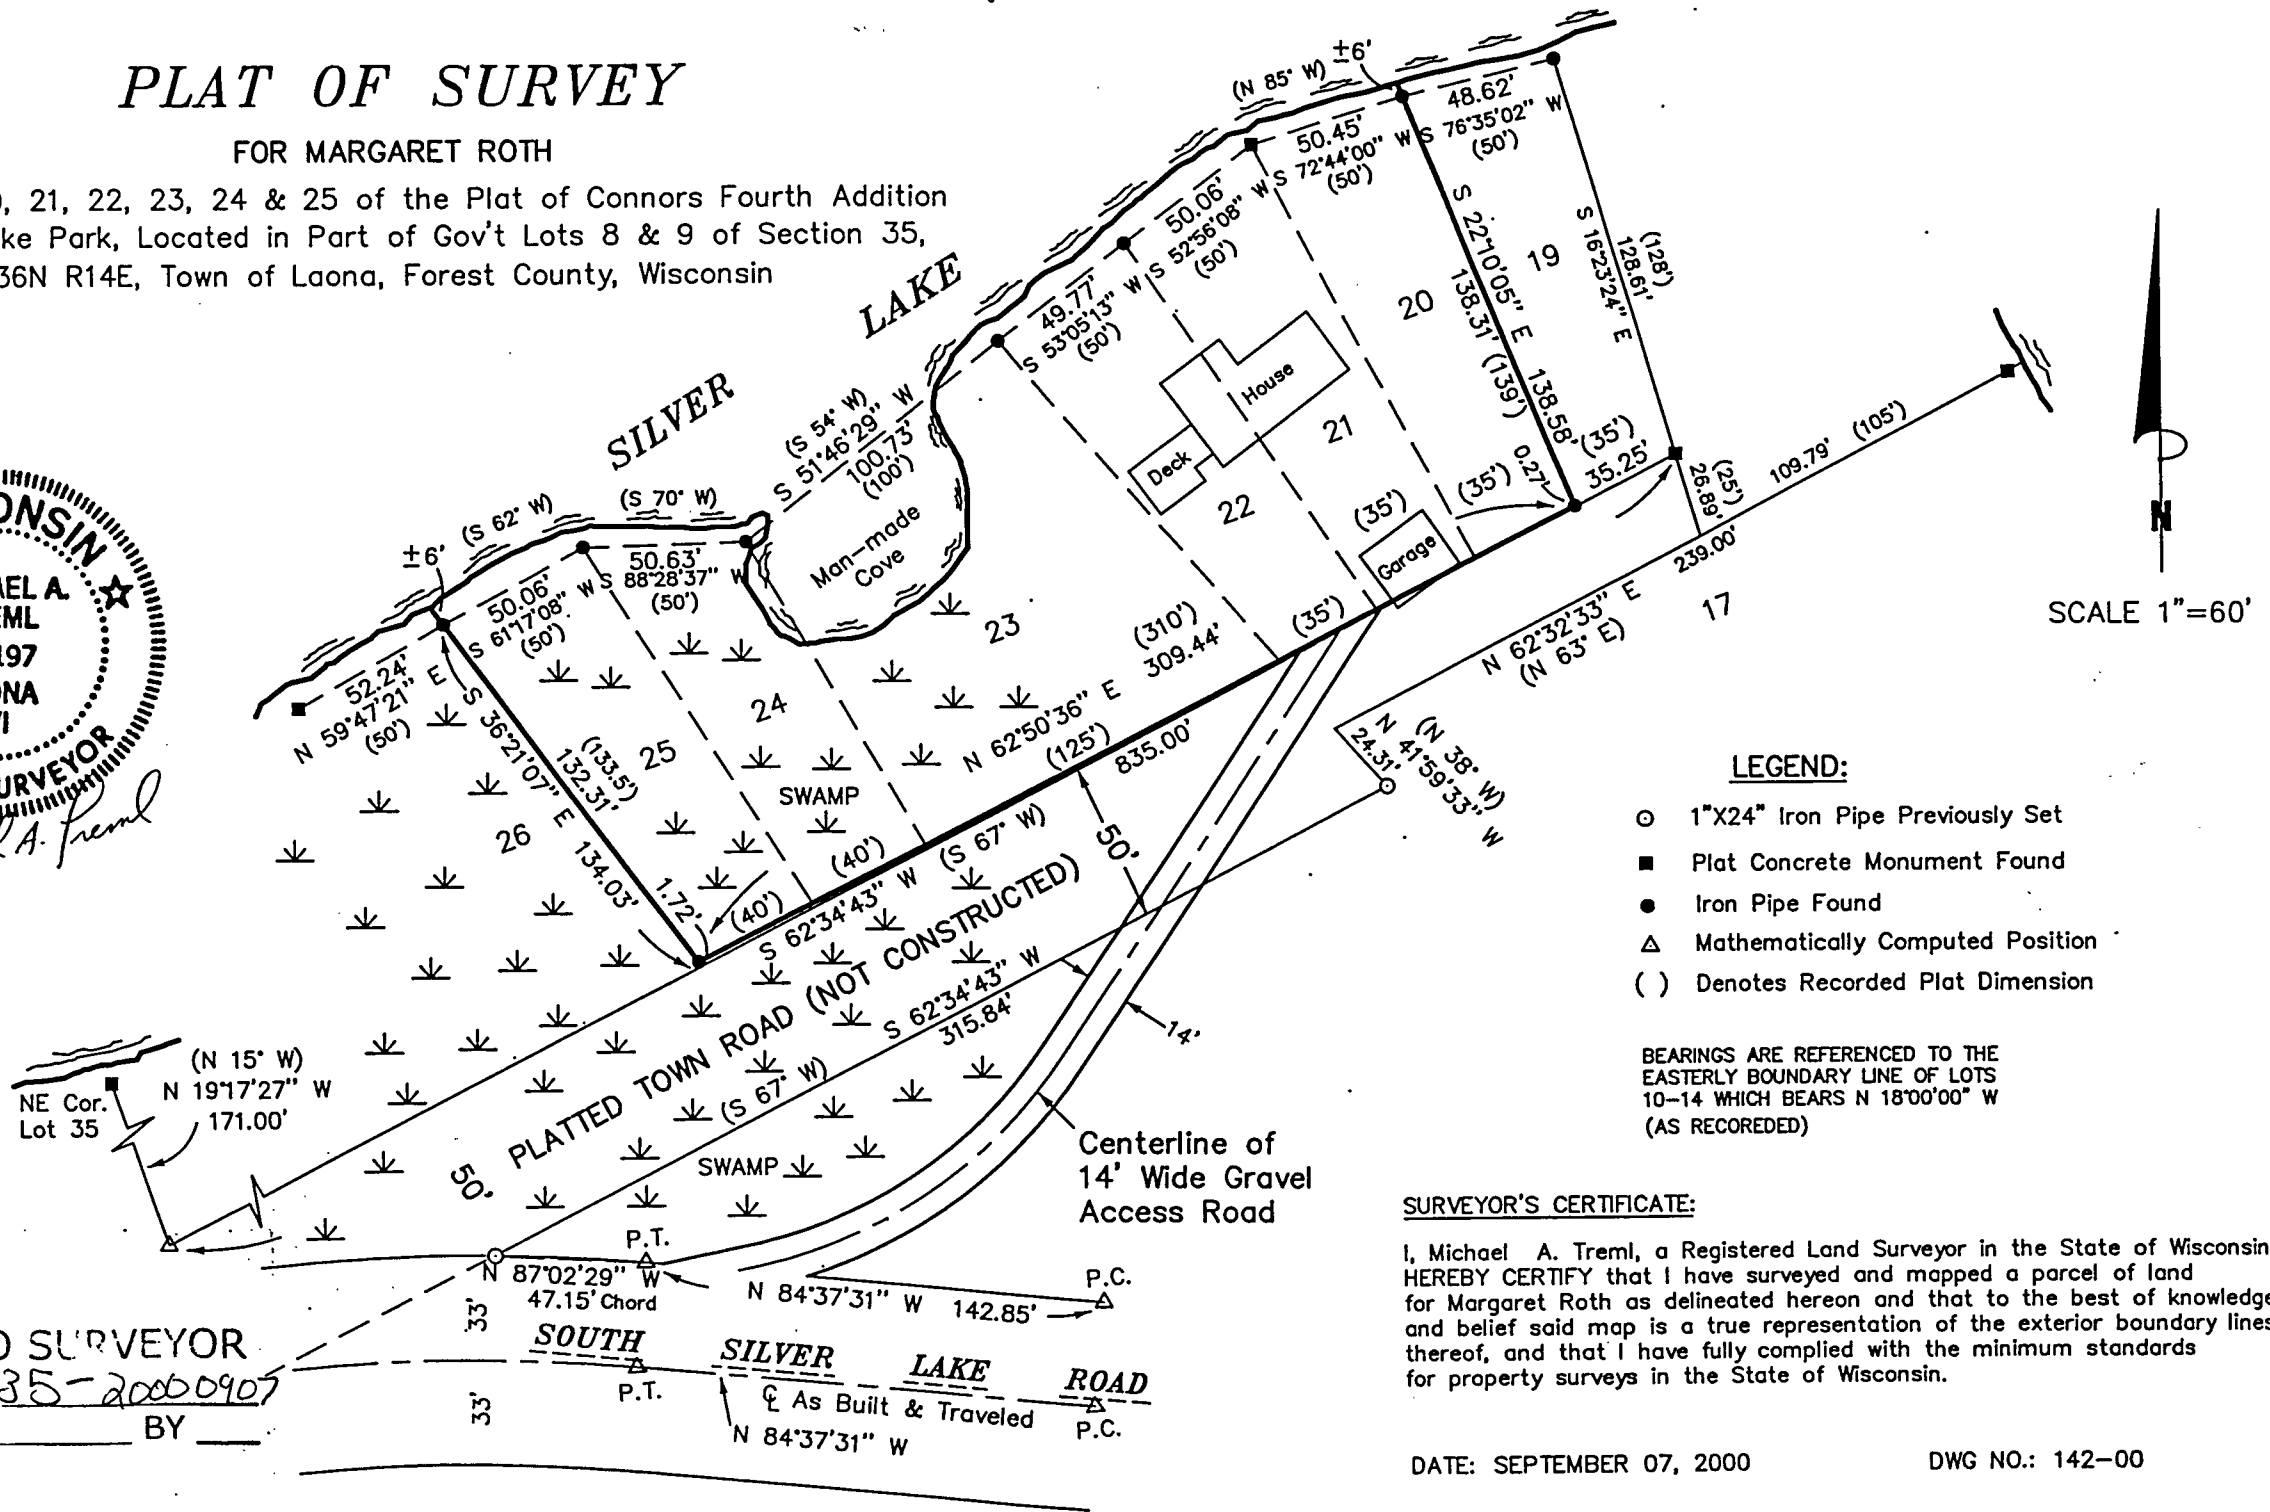 PLAT OF SURVEY
FOR MARGARET ROTH
, 21, 22, 23, 24 & 25 of the Plat of Connors Fourth Addition
ke Park, Located in Part of Gov't Lots 8 & 9 of Section 35,
36N R14E, Town of Laona, Forest County, Wisconsin
SILVER LAKE
(N 85° W)
±6'
48.62'
S 76°35'02" W
(50')
50.45'
S 72°44'00" W
(50')
50.06'
S 52°56'08" W
(50')
49.77'
S 53°05'13" W
(50')
(S 54° W)
S 51°46'29" W
100.73'
(100')
Man-made
Cove
(S 70° W)
50.63'
S 88°28'37" W
(50')
(S 62° W)
±6'
50.06'
S 61°17'08" W
(50')
52.24'
N 59°47'21" E
(50')
S 22°10'05" E
138.31' (139')
138.58'
0.27'
19
S 16°23'24" E
128.61'
(128')
20
21
22
23
24
25
26
17
House
Deck
Garage
(35')
35.25'
(35')
(35')
(35')
(25')
26.89'
109.79' (105')
239.00'
N 62°32'33" E
(N 63° E)
(310')
309.44'
N 62°50'36" E
(125')
835.00'
S 36°21'07" E
(133.5')
132.31'
134.03'
1.72'
(40')
(40')
SWAMP
S 62°34'43" W
(S 67° W)
50'
(N 38° W)
N 41°59'33" W
24.31'
50' PLATTED TOWN ROAD (NOT CONSTRUCTED)
S 62°34'43" W
315.84'
(S 67° W)
SWAMP
14'
Centerline of
14' Wide Gravel
Access Road
N
SCALE 1"=60'
LEGEND:
1"X24" Iron Pipe Previously Set
Plat Concrete Monument Found
Iron Pipe Found
Mathematically Computed Position
( ) Denotes Recorded Plat Dimension
BEARINGS ARE REFERENCED TO THE
EASTERLY BOUNDARY LINE OF LOTS
10-14 WHICH BEARS N 18°00'00" W
(AS RECOREDED)
SURVEYOR'S CERTIFICATE:
I, Michael A. Treml, a Registered Land Surveyor in the State of Wisconsin
HEREBY CERTIFY that I have surveyed and mapped a parcel of land
for Margaret Roth as delineated hereon and that to the best of knowledge
and belief said map is a true representation of the exterior boundary lines
thereof, and that I have fully complied with the minimum standards
for property surveys in the State of Wisconsin.
DATE: SEPTEMBER 07, 2000
DWG NO.: 142-00
ONSIN
AEL A.
EML
197
ONA
VI
URVEYOR
A. Treml
NE Cor.
Lot 35
(N 15° W)
N 19°17'27" W
171.00'
P.T.
N 87°02'29" W
47.15' Chord
N 84°37'31" W 142.85'
P.C.
33'
33'
SOUTH SILVER LAKE ROAD
P.T.
℄ As Built & Traveled
P.C.
N 84°37'31" W
D SURVEYOR
35-20000907
BY